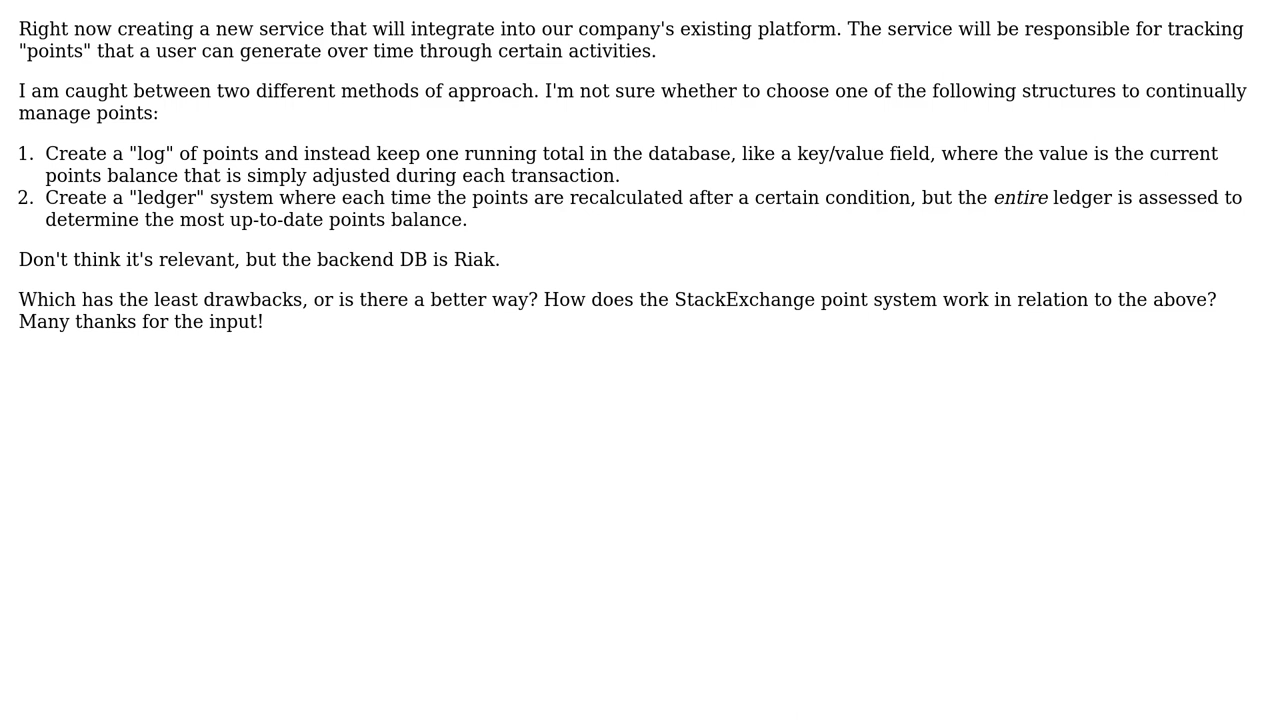 Right now creating a new service that will integrate into our company's existing platform. The service will be responsible for tracking
"points" that a user can generate over time through certain activities.
I am caught between two different methods of approach. I'm not sure whether to choose one of the following structures to continually
manage points:
1. Create a "log" of points and instead keep one running total in the database, like a key/value field, where the value is the current
points balance that is simply adjusted during each transaction.
2. Create a "ledger" system where each time the points are recalculated after a certain condition, but the entire ledger is assessed to
determine the most up-to-date points balance.
Don't think it's relevant, but the backend DB is Riak.
Which has the least drawbacks, or is there a better way? How does the StackExchange point system work in relation to the above?
Many thanks for the input!